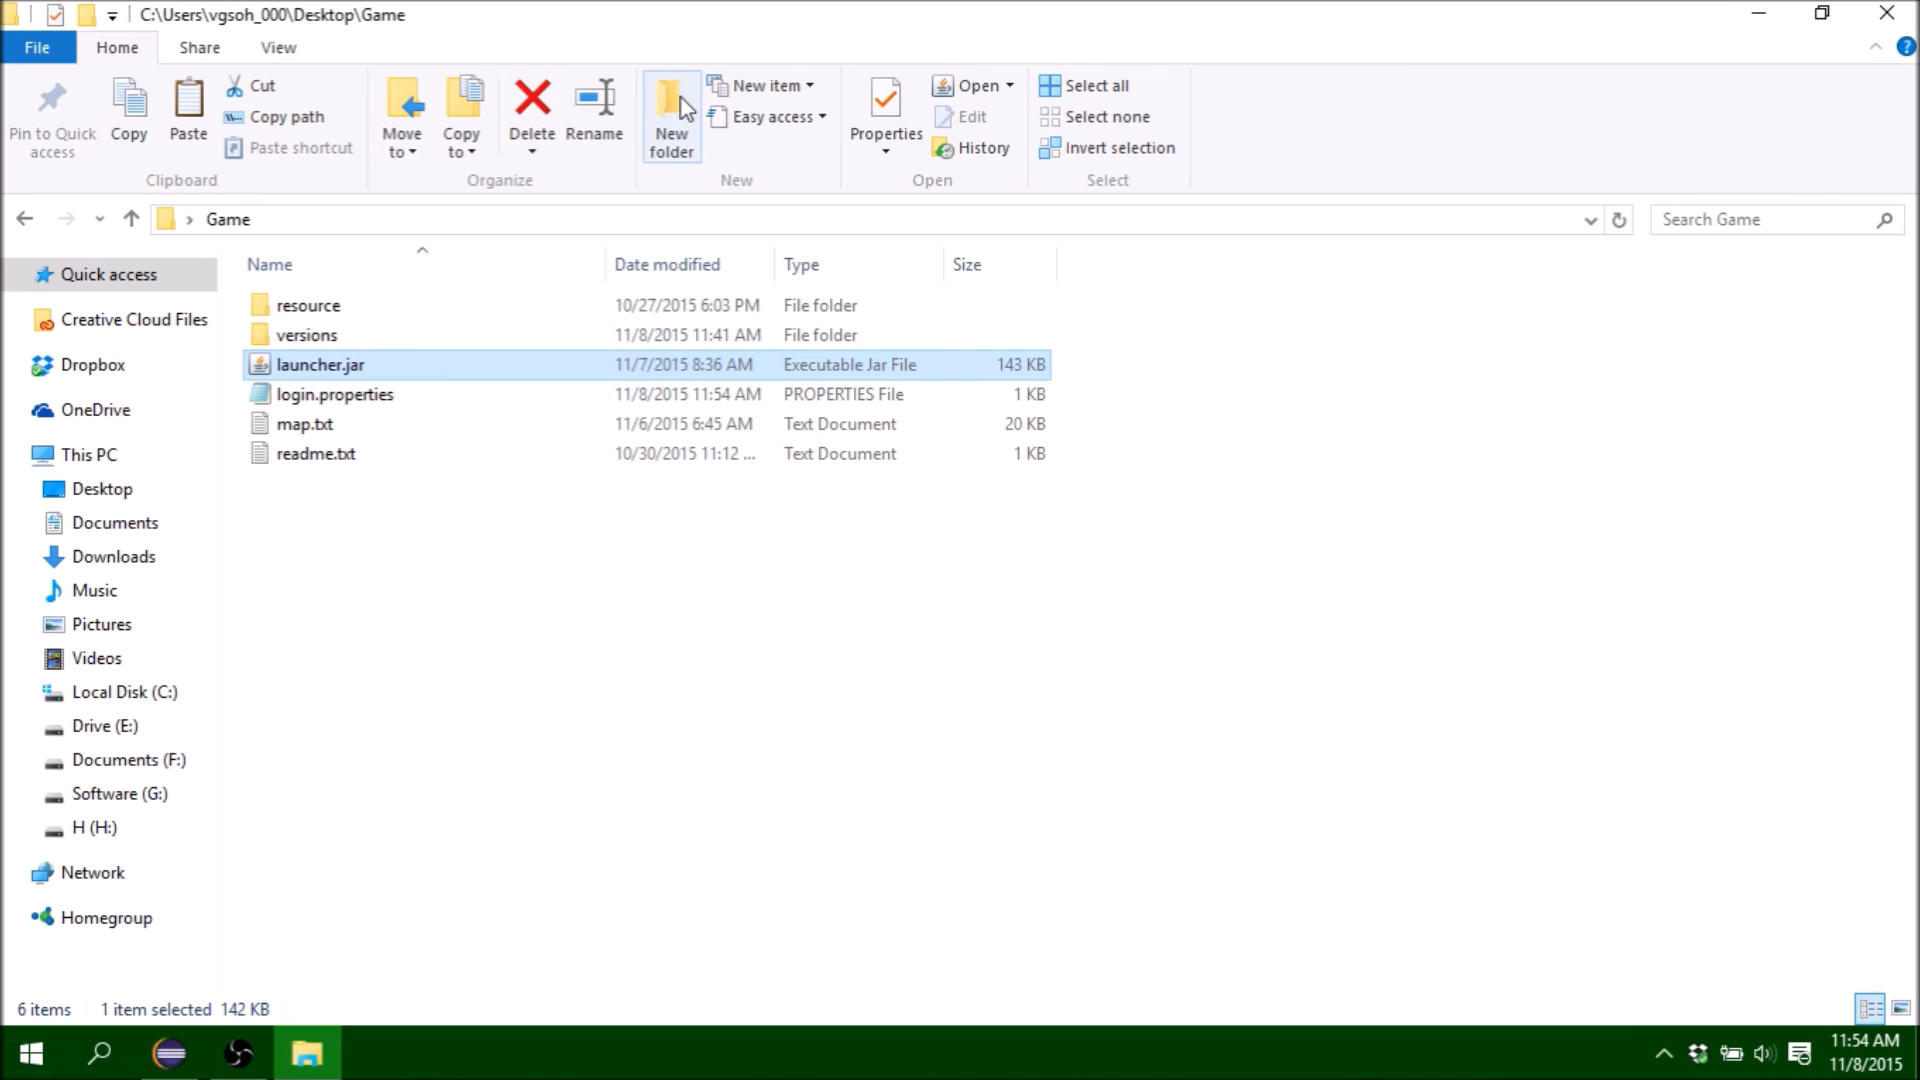 C:\Users\vgsoh_000\Desktop\Game
File Home Share View
Pin to Quick access
Copy
Paste
Cut
Copy path
Paste shortcut
Clipboard
Move to
Copy to
Delete
Rename
Organize
New folder
New item
Easy access
New
Properties
Open
Edit
History
Open
Select all
Select none
Invert selection
Select
Game
Search Game
Name Date modified Type Size
resource 10/27/2015 6:03 PM File folder
versions 11/8/2015 11:41 AM File folder
launcher.jar 11/7/2015 8:36 AM Executable Jar File 143 KB
login.properties 11/8/2015 11:54 AM PROPERTIES File 1 KB
map.txt 11/6/2015 6:45 AM Text Document 20 KB
readme.txt 10/30/2015 11:12 ... Text Document 1 KB
Quick access
Creative Cloud Files
Dropbox
OneDrive
This PC
Desktop
Documents
Downloads
Music
Pictures
Videos
Local Disk (C:)
Drive (E:)
Documents (F:)
Software (G:)
H (H:)
Network
Homegroup
6 items 1 item selected 142 KB
11:54 AM
11/8/2015